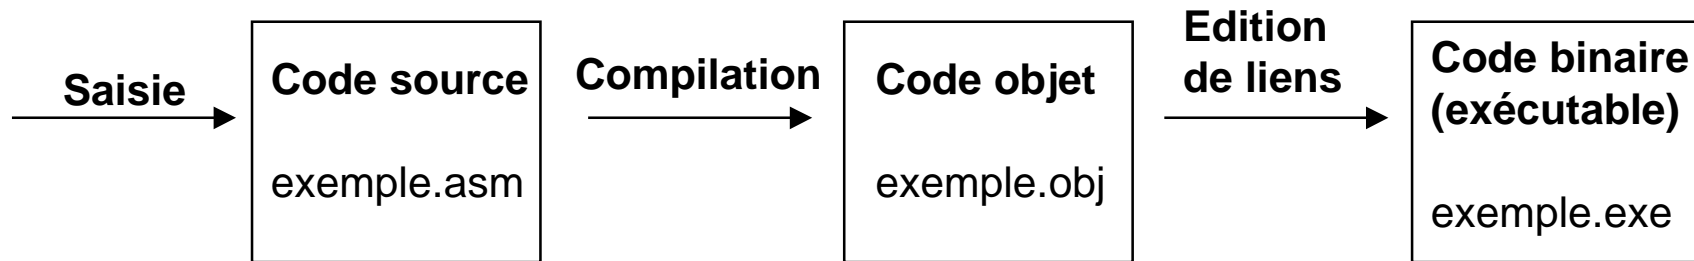 Saisie
Code source
exemple.asm
Compilation
Code objet
exemple.obj
Edition
de liens
Code binaire
(exécutable)
exemple.exe